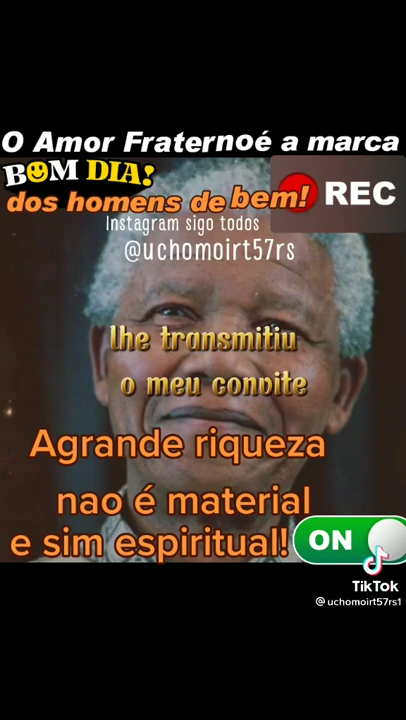 O Amor Fraternoé a marca
BOM DIA!
dos homens de bem!
REC
Instagram sigo todos
@uchomoirt57rs
lhe transmitiu
o meu convite
Agrande riqueza
nao é material
e sim espiritual!
ON
TikTok
@uchomoirt57rs1